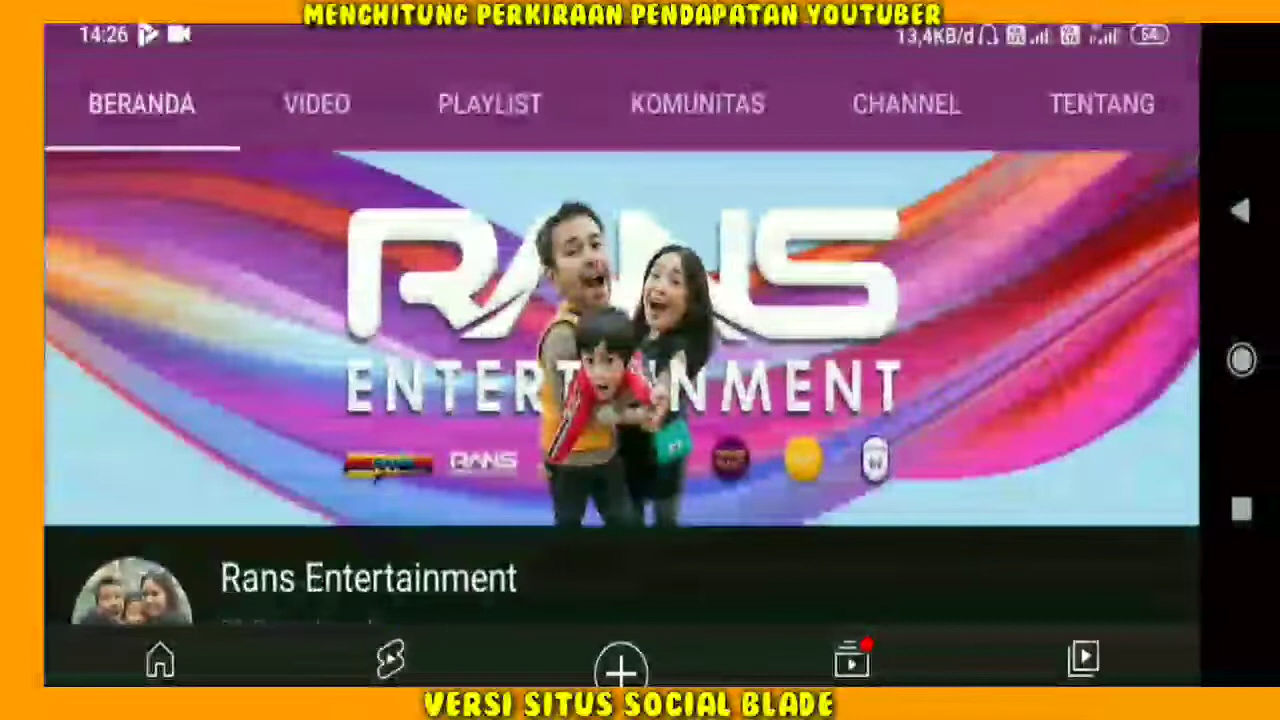 MENGHITUNG PERKIRAAN PENDAPATAN YOUTUBER
14:26 13,4KB/d 64
BERANDA VIDEO PLAYLIST KOMUNITAS CHANNEL TENTANG
RANS
ENTERTAINMENT
RANS
Rans Entertainment
VERSI SITUS SOCIAL BLADE